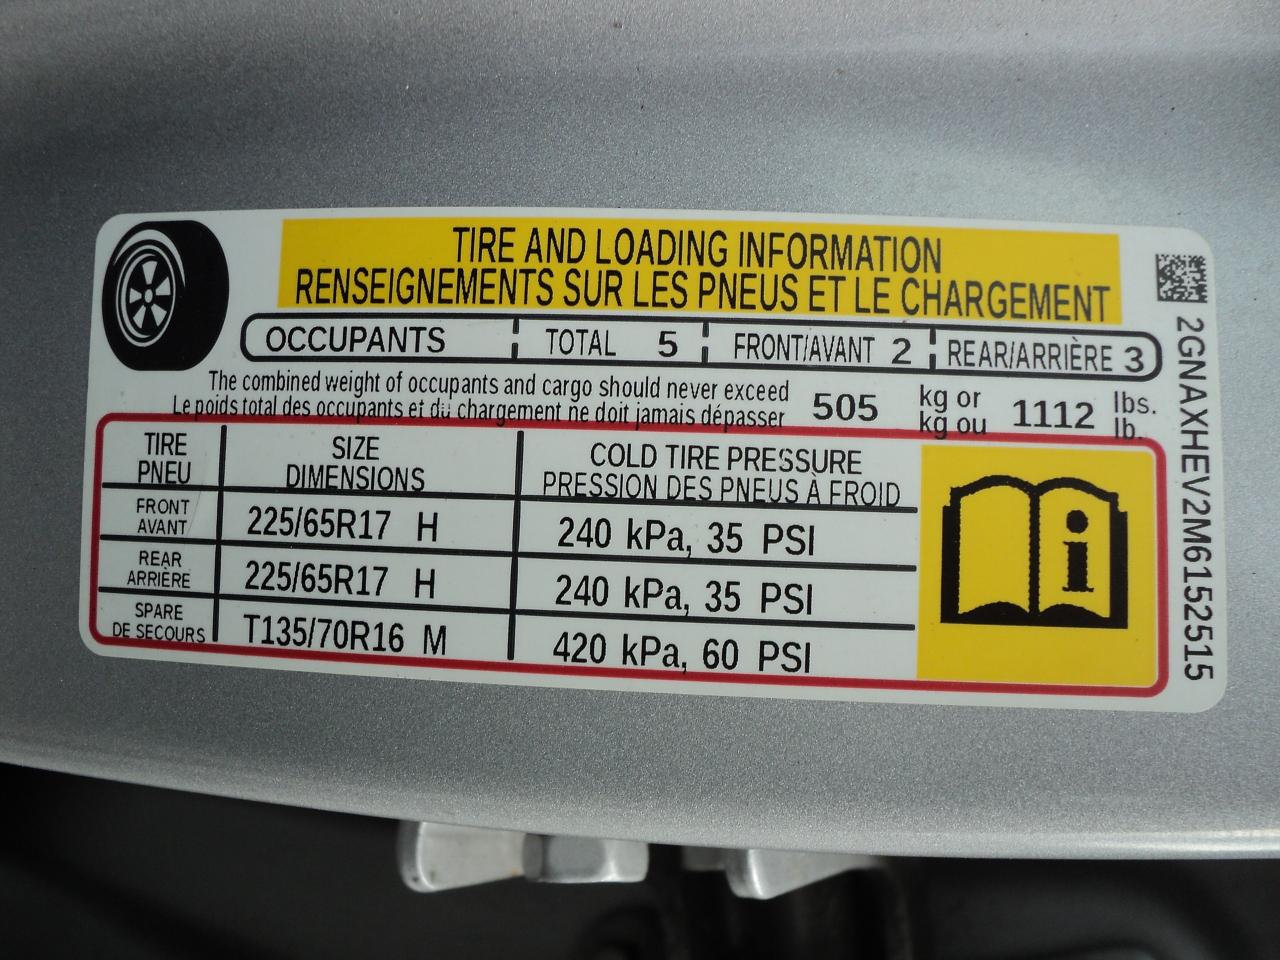 TIRE AND LOADING INFORMATION
RENSEIGNEMENTS SUR LES PNEUS ET LE CHARGEMENT
OCCUPANTS TOTAL 5 FRONT/AVANT 2 REAR/ARRIÈRE 3
The combined weight of occupants and cargo should never exceed
Le poids total des occupants et du chargement ne doit jamais dépasser
505 kg or 1112 lbs.
kg ou lb.
TIRE SIZE COLD TIRE PRESSURE
PNEU DIMENSIONS PRESSION DES PNEUS À FROID
FRONT
AVANT
225/65R17 H 240 kPa, 35 PSI
REAR
ARRIÈRE
225/65R17 H 240 kPa, 35 PSI
SPARE
DE SECOURS
T135/70R16 M 420 kPa, 60 PSI
i
2GNAXHEV2M6152515